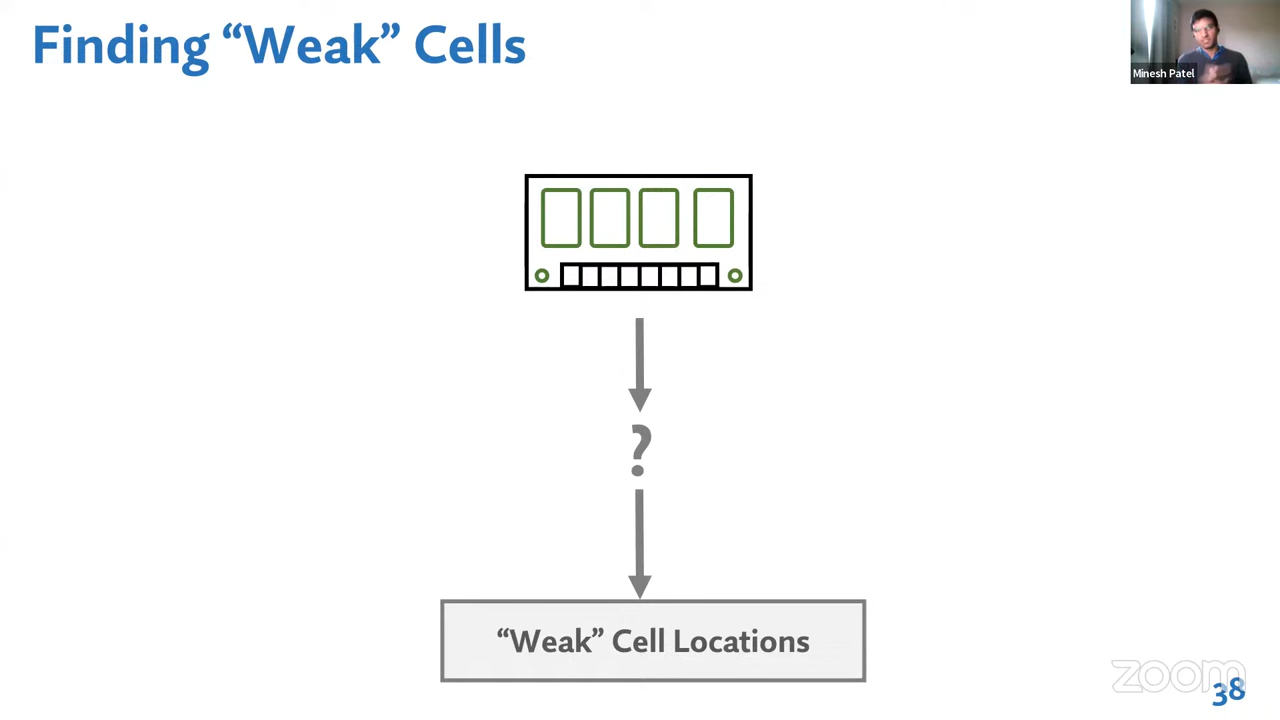 Finding “Weak” Cells
Minesh Patel
?
“Weak” Cell Locations
zoom
38